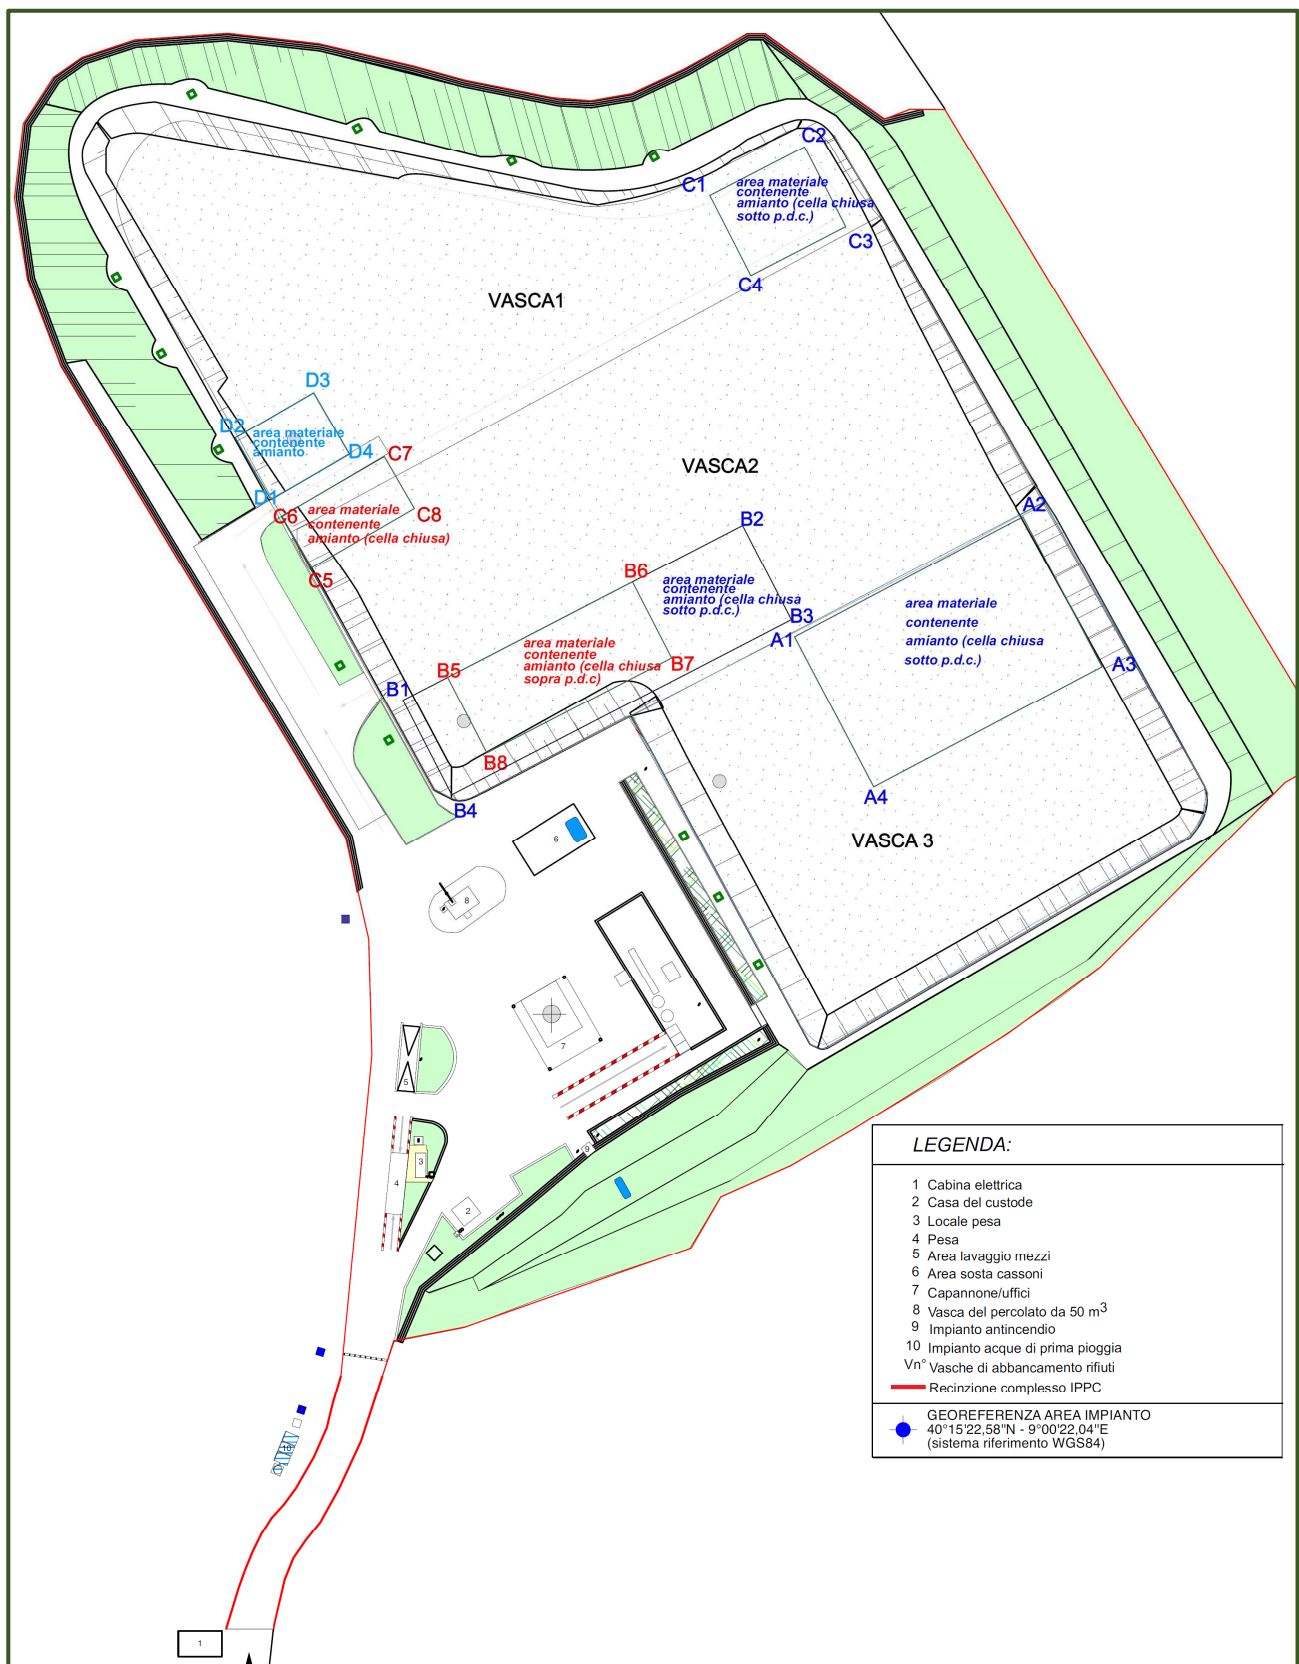 C2
C1
area materiale
contenente
amianto (cella chiusa
sotto p.d.c.)
C3
C4
VASCA1
D3
D2
area materiale
contenente
amianto
D4
C7
D1
C6
area materiale
contenente
amianto (cella chiusa)
C8
C5
VASCA2
A2
B2
B6
area materiale
contenente
amianto (cella chiusa
sotto p.d.c.)
B3
A1
area materiale
contenente
amianto (cella chiusa
sotto p.d.c.)
A3
area materiale
contenente
amianto (cella chiusa
sopra p.d.c)
B7
B5
B1
B8
B4
A4
VASCA 3
6
8
7
5
3
4
9
2
10
1
LEGENDA:
1 Cabina elettrica
2 Casa del custode
3 Locale pesa
4 Pesa
5 Area lavaggio mezzi
6 Area sosta cassoni
7 Capannone/uffici
8 Vasca del percolato da 50 m³
9 Impianto antincendio
10 Impianto acque di prima pioggia
Vn° Vasche di abbancamento rifiuti
Recinzione complesso IPPC
GEOREFERENZA AREA IMPIANTO
40°15'22,58"N - 9°00'22,04"E
(sistema riferimento WGS84)